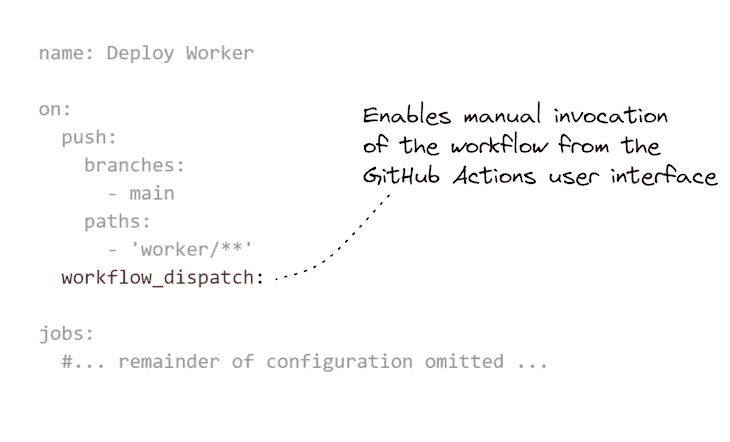 name: Deploy Worker
on:
push:
branches:
- main
paths:
- 'worker/**'
workflow_dispatch:
jobs:
#... remainder of configuration omitted ...
Enables manual invocation
of the workflow from the
GitHub Actions user interface